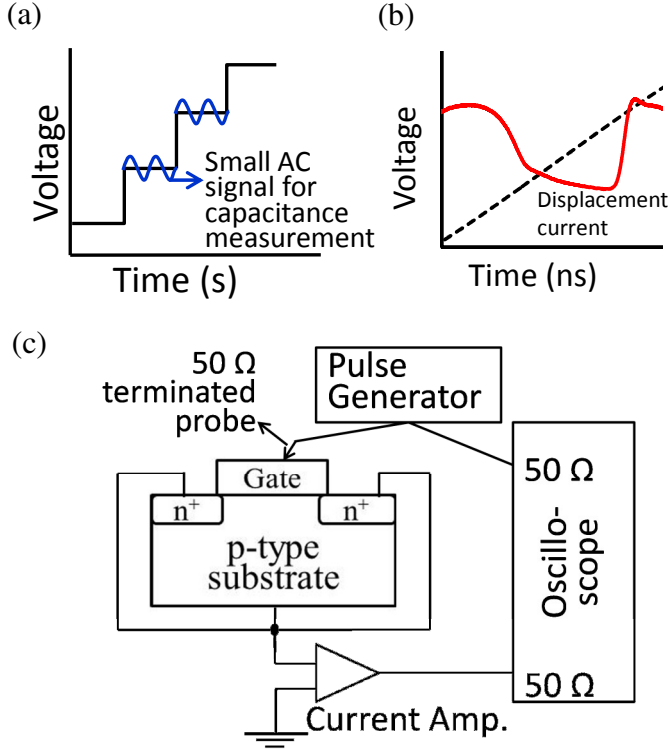 (a)
Voltage
Small AC
signal for
capacitance
measurement
Time (s)
(b)
Voltage
Displacement
current
Time (ns)
(c)
50 Ω
terminated
probe
Pulse
Generator
Gate
n+
n+
p-type
substrate
50 Ω
Oscillo-
scope
50 Ω
Current Amp.